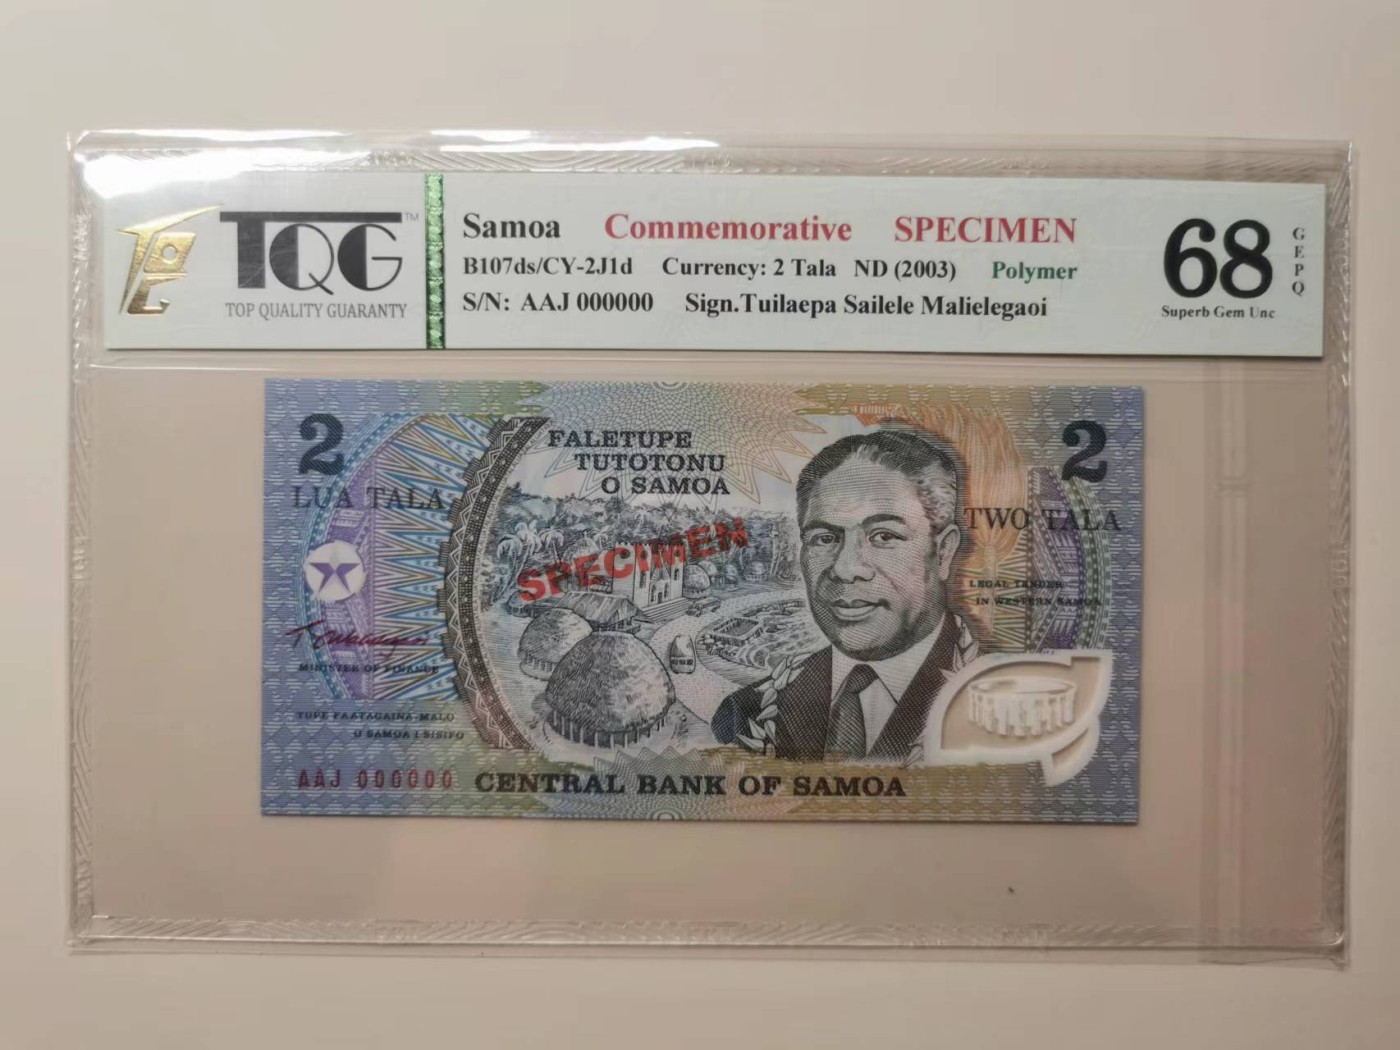 TQG™
TOP QUALITY GUARANTY
Samoa Commemorative SPECIMEN
B107ds/CY-2J1d Currency: 2 Tala ND (2003) Polymer
S/N: AAJ 000000 Sign.Tuilaepa Sailele Malielegaoi
68
Superb Gem Unc
GEPQ
2
LUA TALA
FALETUPE
TUTOTONU
O SAMOA
2
TWO TALA
SPECIMEN
LEGAL TENDER
IN WESTERN SAMOA
MINISTER OF FINANCE
TUPE FAATAGAINA-MALO
O SAMOA I SISIFO
AAJ 000000
CENTRAL BANK OF SAMOA